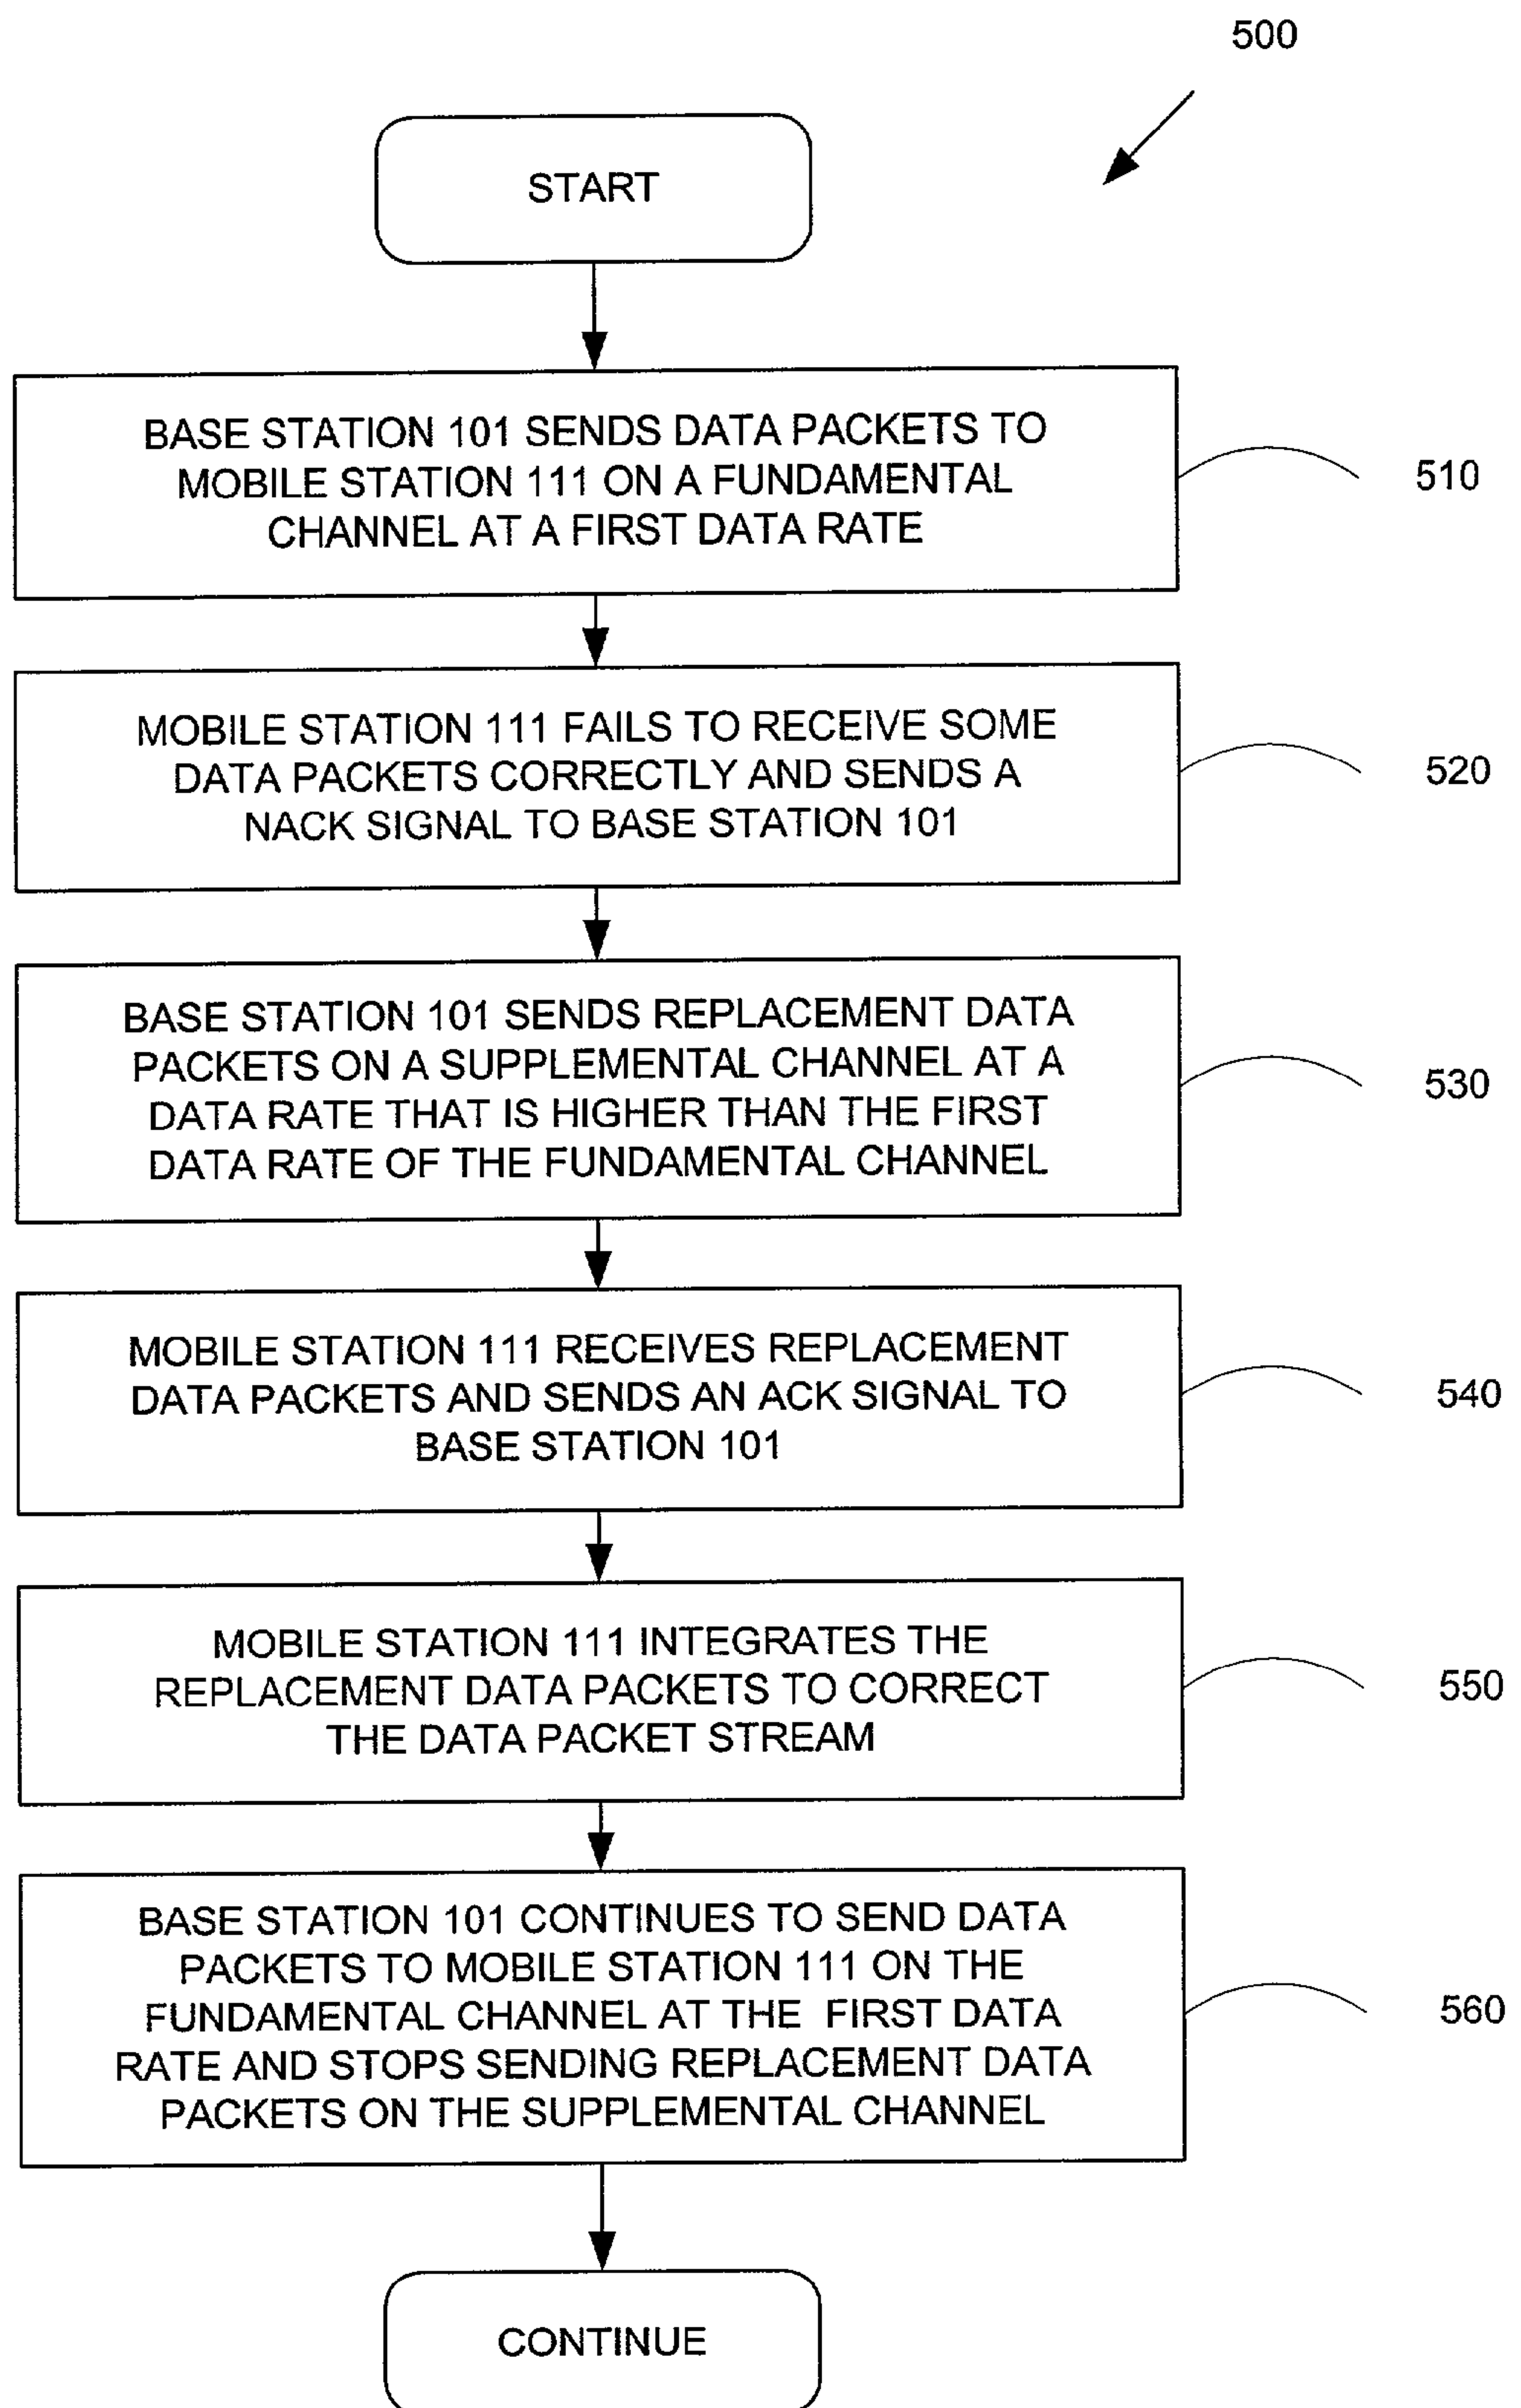 500
START
BASE STATION 101 SENDS DATA PACKETS TO
MOBILE STATION 111 ON A FUNDAMENTAL
CHANNEL AT A FIRST DATA RATE
510
MOBILE STATION 111 FAILS TO RECEIVE SOME
DATA PACKETS CORRECTLY AND SENDS A
NACK SIGNAL TO BASE STATION 101
520
BASE STATION 101 SENDS REPLACEMENT DATA
PACKETS ON A SUPPLEMENTAL CHANNEL AT A
DATA RATE THAT IS HIGHER THAN THE FIRST
DATA RATE OF THE FUNDAMENTAL CHANNEL
530
MOBILE STATION 111 RECEIVES REPLACEMENT
DATA PACKETS AND SENDS AN ACK SIGNAL TO
BASE STATION 101
540
MOBILE STATION 111 INTEGRATES THE
REPLACEMENT DATA PACKETS TO CORRECT
THE DATA PACKET STREAM
550
BASE STATION 101 CONTINUES TO SEND DATA
PACKETS TO MOBILE STATION 111 ON THE
FUNDAMENTAL CHANNEL AT THE FIRST DATA
RATE AND STOPS SENDING REPLACEMENT DATA
PACKETS ON THE SUPPLEMENTAL CHANNEL
560
CONTINUE